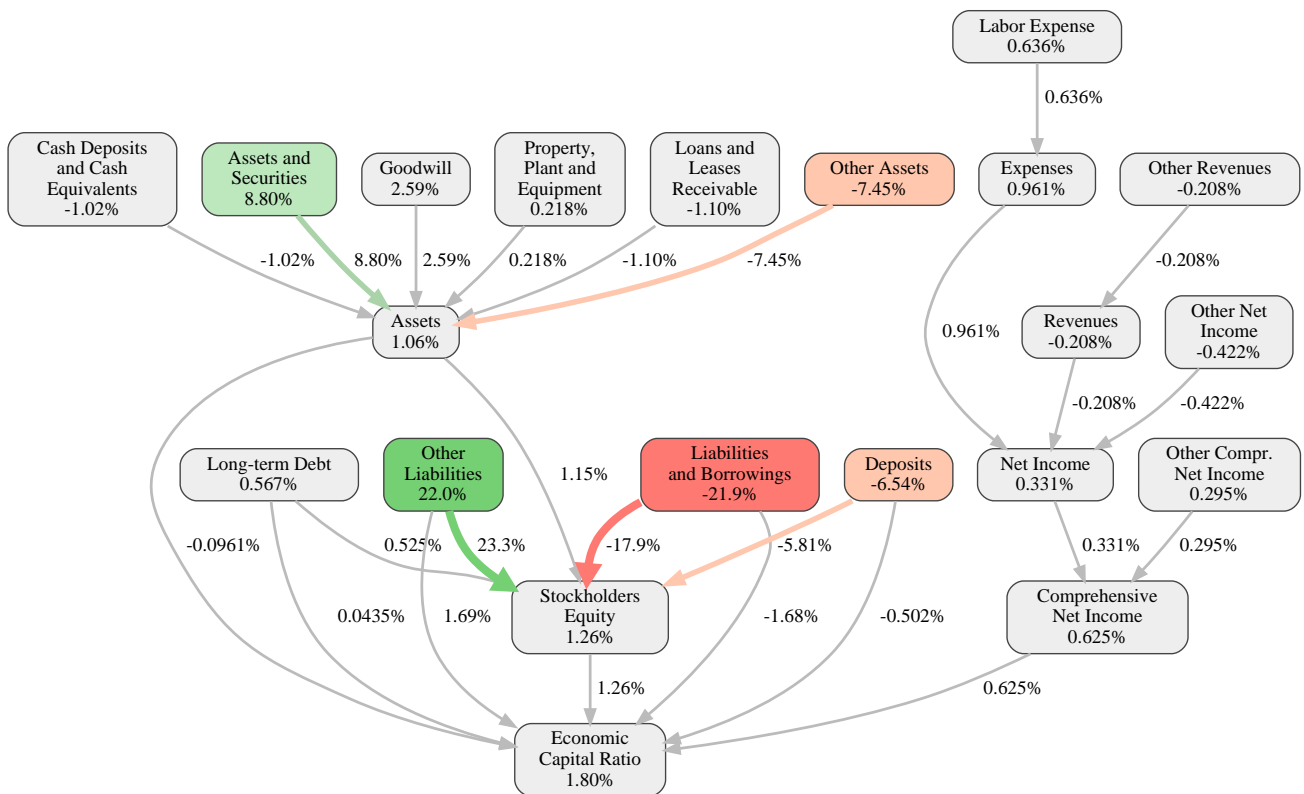 Labor Expense
0.636%
0.636%
Cash Deposits
and Cash
Equivalents
-1.02%
Assets and
Securities
8.80%
Goodwill
2.59%
Property,
Plant and
Equipment
0.218%
Loans and
Leases
Receivable
-1.10%
Other Assets
-7.45%
Expenses
0.961%
Other Revenues
-0.208%
-1.02%
8.80%
2.59%
0.218%
-1.10%
-7.45%
-0.208%
Assets
1.06%
0.961%
Revenues
-0.208%
Other Net
Income
-0.422%
-0.208%
-0.422%
Long-term Debt
0.567%
Other
Liabilities
22.0%
1.15%
Liabilities
and Borrowings
-21.9%
Deposits
-6.54%
Net Income
0.331%
Other Compr.
Net Income
0.295%
-0.0961%
0.525%
23.3%
-17.9%
-5.81%
0.331%
0.295%
0.0435%
1.69%
Stockholders
Equity
1.26%
-1.68%
-0.502%
Comprehensive
Net Income
0.625%
1.26%
0.625%
Economic
Capital Ratio
1.80%